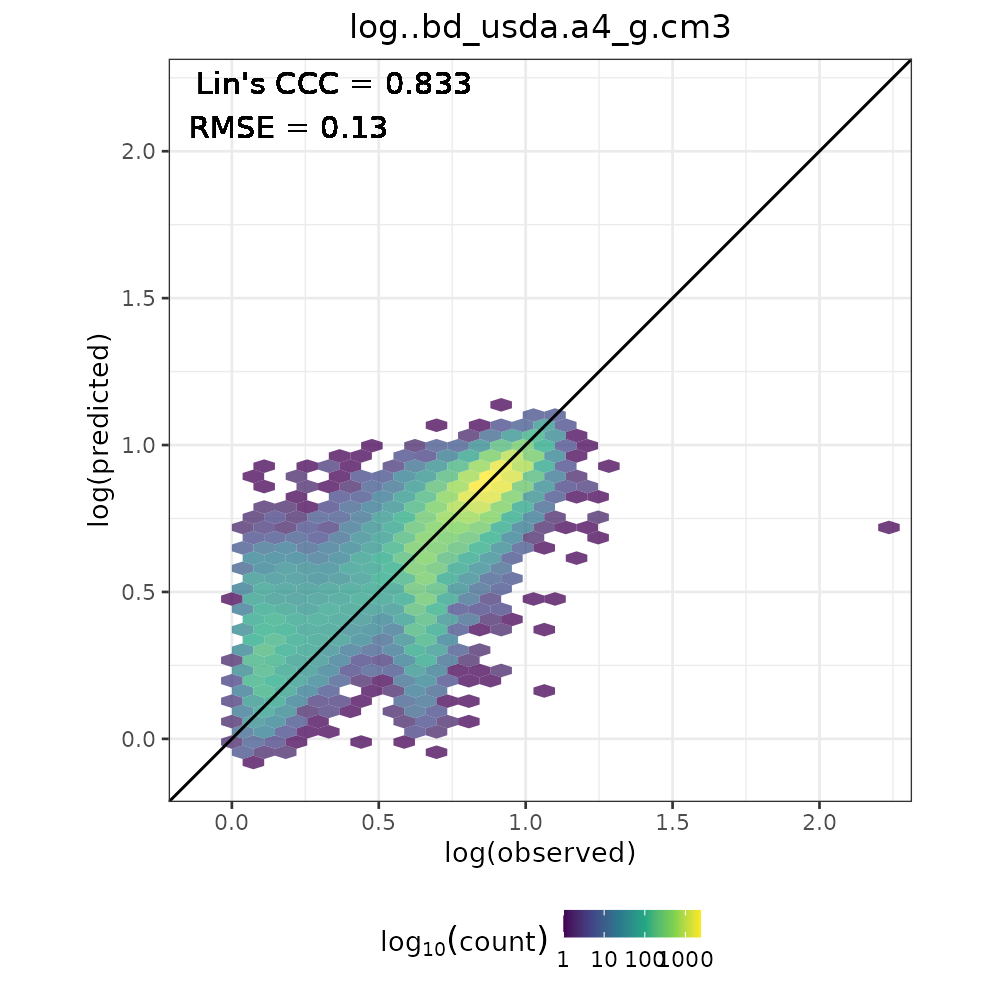 log..bd_usda.a4_g.cm3
Lin's CCC = 0.833
RMSE = 0.13
log(predicted)
2.0
1.5
1.0
0.5
0.0
0.0 0.5 1.0 1.5 2.0
log(observed)
log₁₀(count)
1 10 100 1000